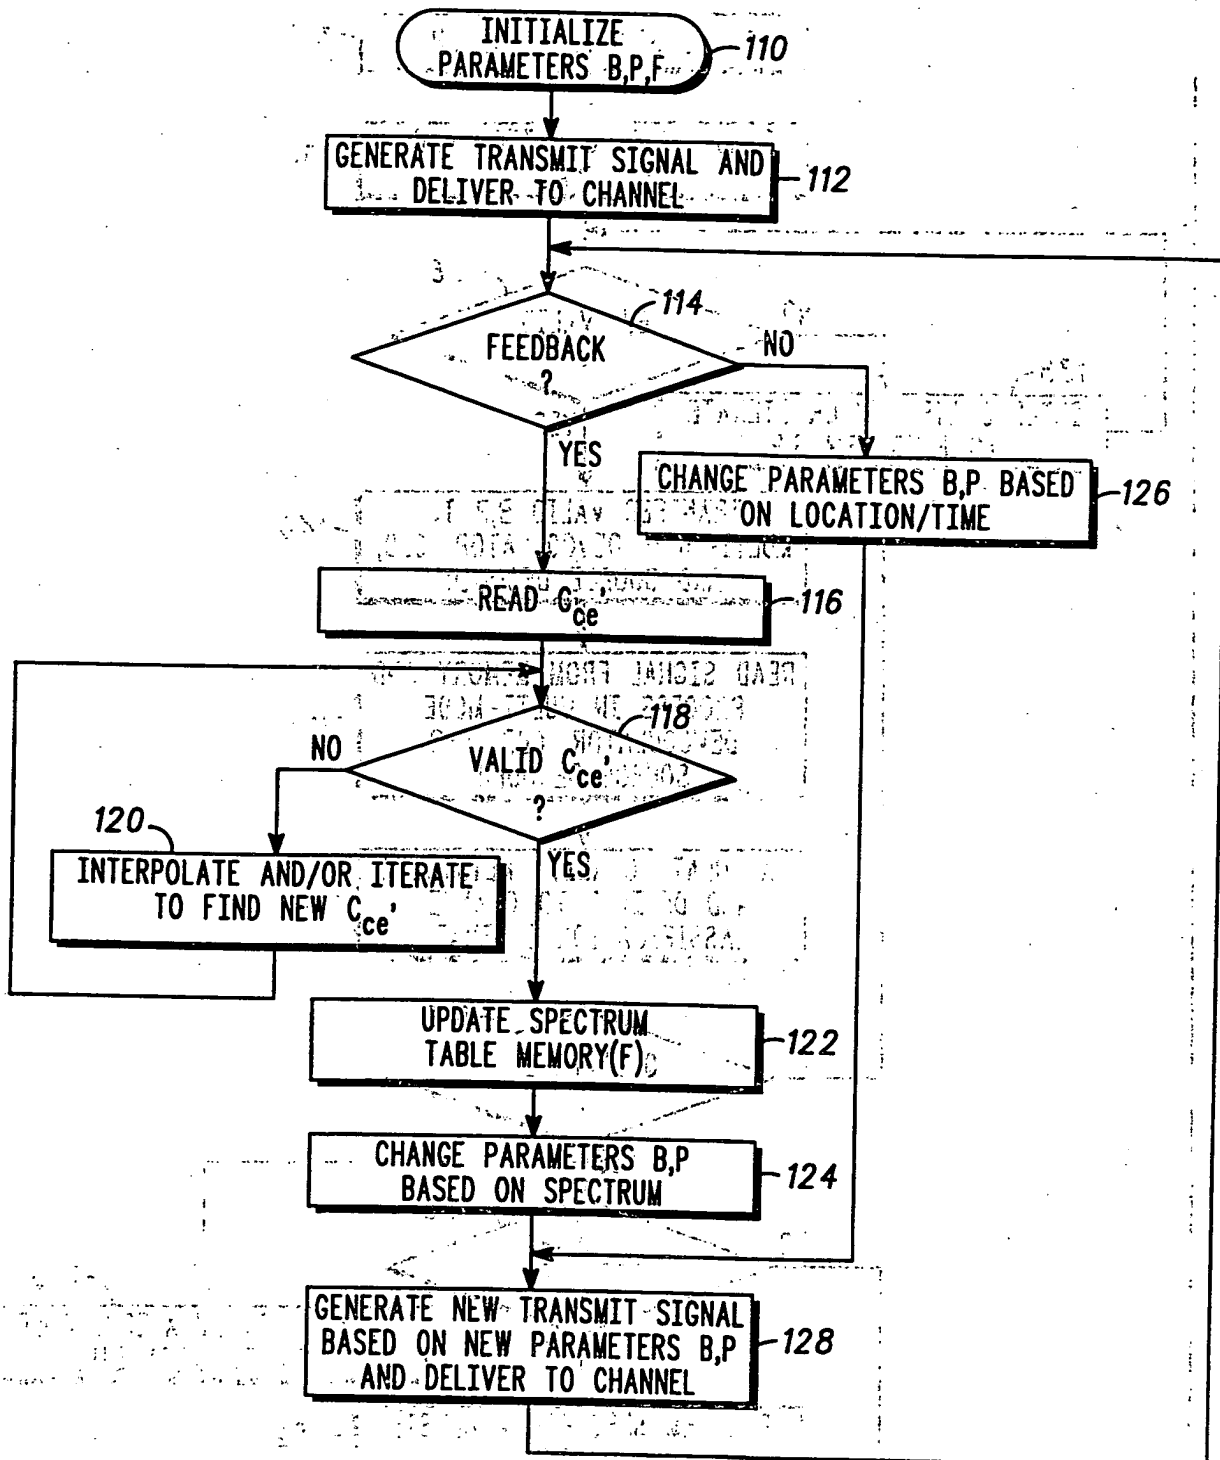 INITIALIZE
PARAMETERS B,P,F
110
GENERATE TRANSMIT SIGNAL AND
DELIVER TO CHANNEL
112
114
FEEDBACK
?
NO
YES
CHANGE PARAMETERS B,P BASED
ON LOCATION/TIME
126
READ Cce'
116
118
VALID Cce'
?
NO
YES
120
INTERPOLATE AND/OR ITERATE
TO FIND NEW Cce'
UPDATE SPECTRUM
TABLE MEMORY(F)
122
CHANGE PARAMETERS B,P
BASED ON SPECTRUM
124
GENERATE NEW TRANSMIT SIGNAL
BASED ON NEW PARAMETERS B,P
AND DELIVER TO CHANNEL
128